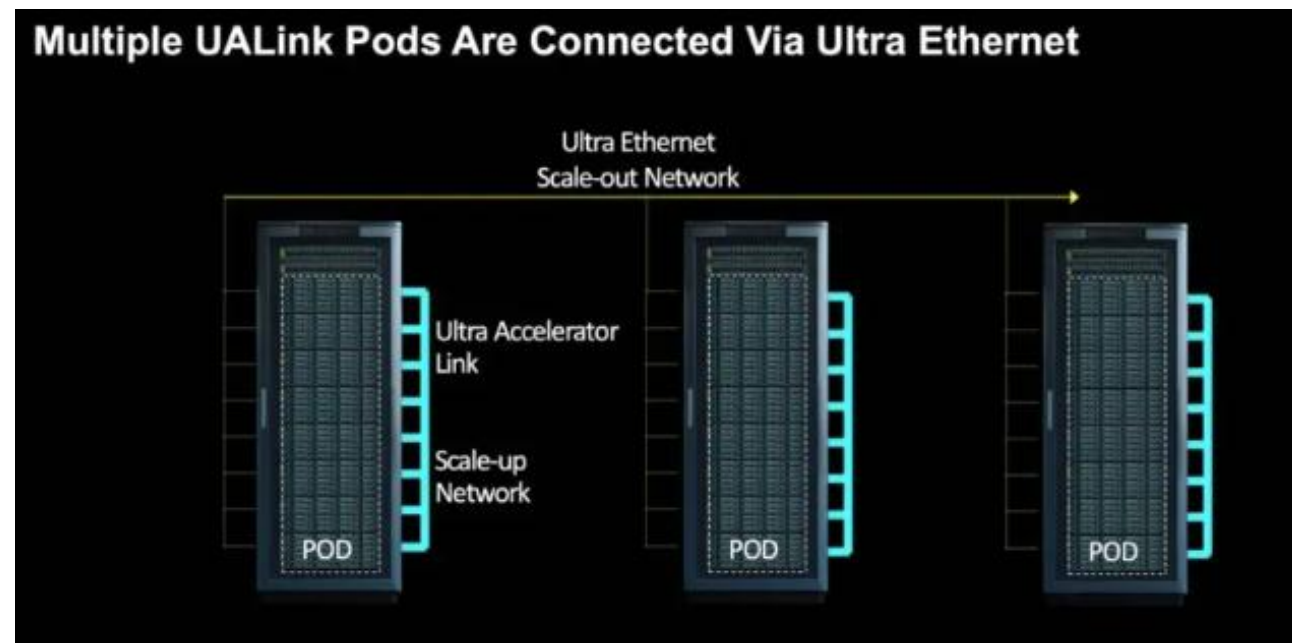 Multiple UALink Pods Are Connected Via Ultra Ethernet
Ultra Ethernet
Scale-out Network
Ultra Accelerator
Link
Scale-up
Network
POD
POD
POD